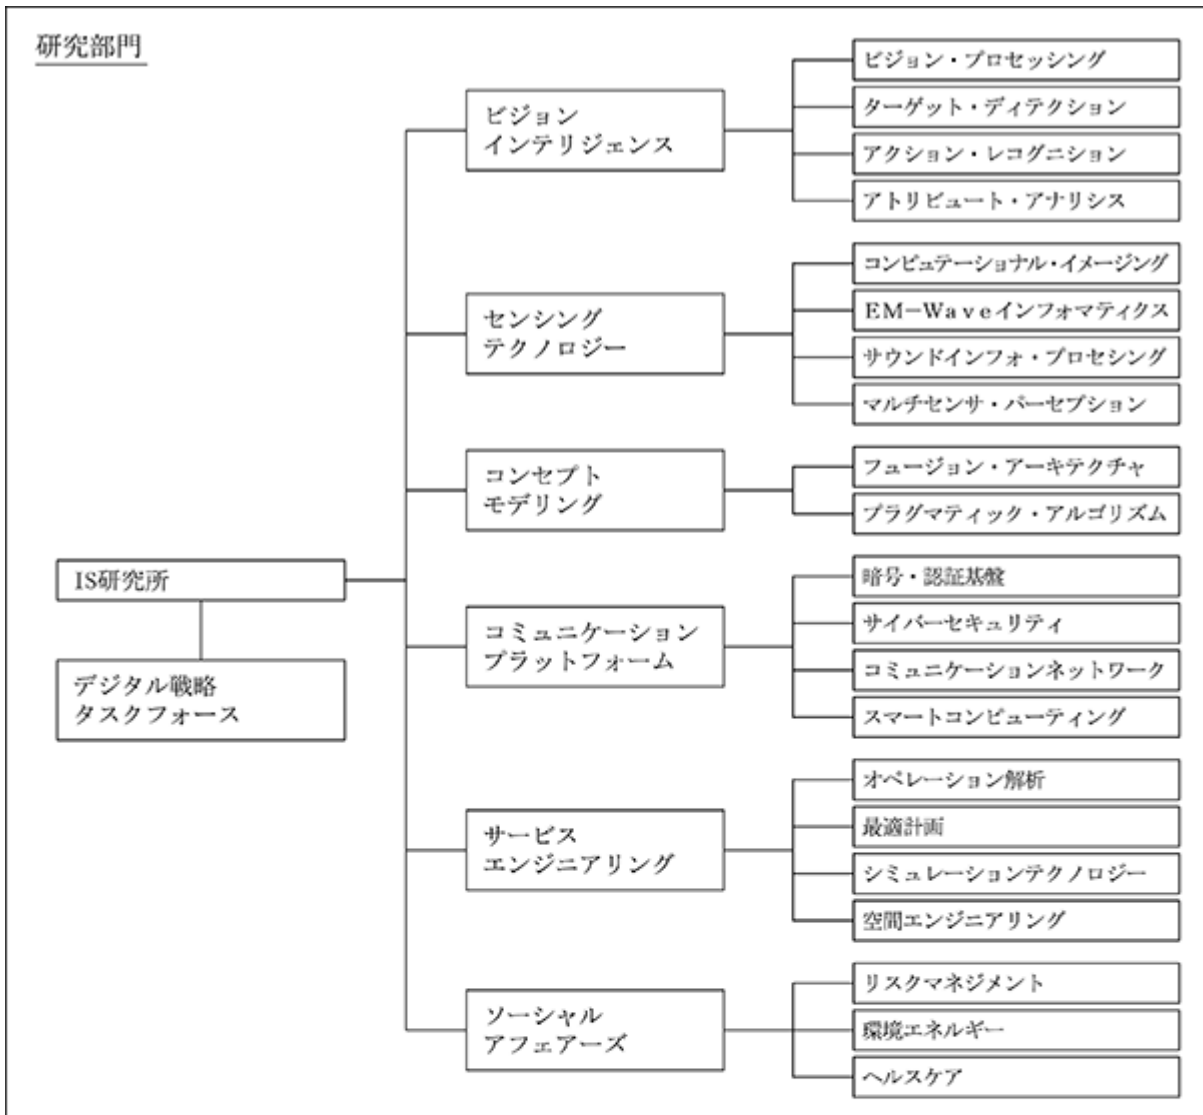 研究部門
IS研究所
デジタル戦略
タスクフォース
ビジョン
インテリジェンス
ビジョン・プロセッシング
ターゲット・ディテクション
アクション・レコグニション
アトリビュート・アナリシス
センシング
テクノロジー
コンピュテーショナル・イメージング
EM−Waveインフォマティクス
サウンドインフォ・プロセシング
マルチセンサ・パーセプション
コンセプト
モデリング
フュージョン・アーキテクチャ
プラグマティック・アルゴリズム
コミュニケーション
プラットフォーム
暗号・認証基盤
サイバーセキュリティ
コミュニケーションネットワーク
スマートコンピューティング
サービス
エンジニアリング
オペレーション解析
最適計画
シミュレーションテクノロジー
空間エンジニアリング
ソーシャル
アフェアーズ
リスクマネジメント
環境エネルギー
ヘルスケア